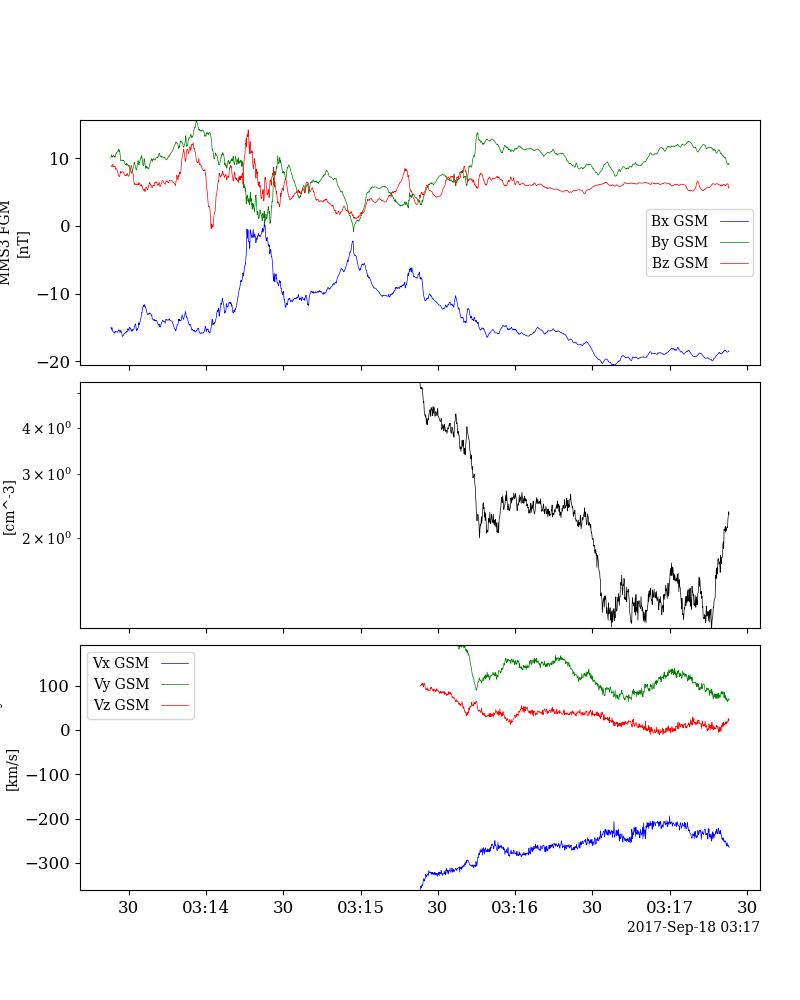 MMS3 FGM
[nT]
10
0
−10
−20
Bx GSM
By GSM
Bz GSM
[cm^-3]
4 × 10⁰
3 × 10⁰
2 × 10⁰
[km/s]
100
0
−100
−200
−300
Vx GSM
Vy GSM
Vz GSM
30 03:14 30 03:15 30 03:16 30 03:17 30
2017-Sep-18 03:17